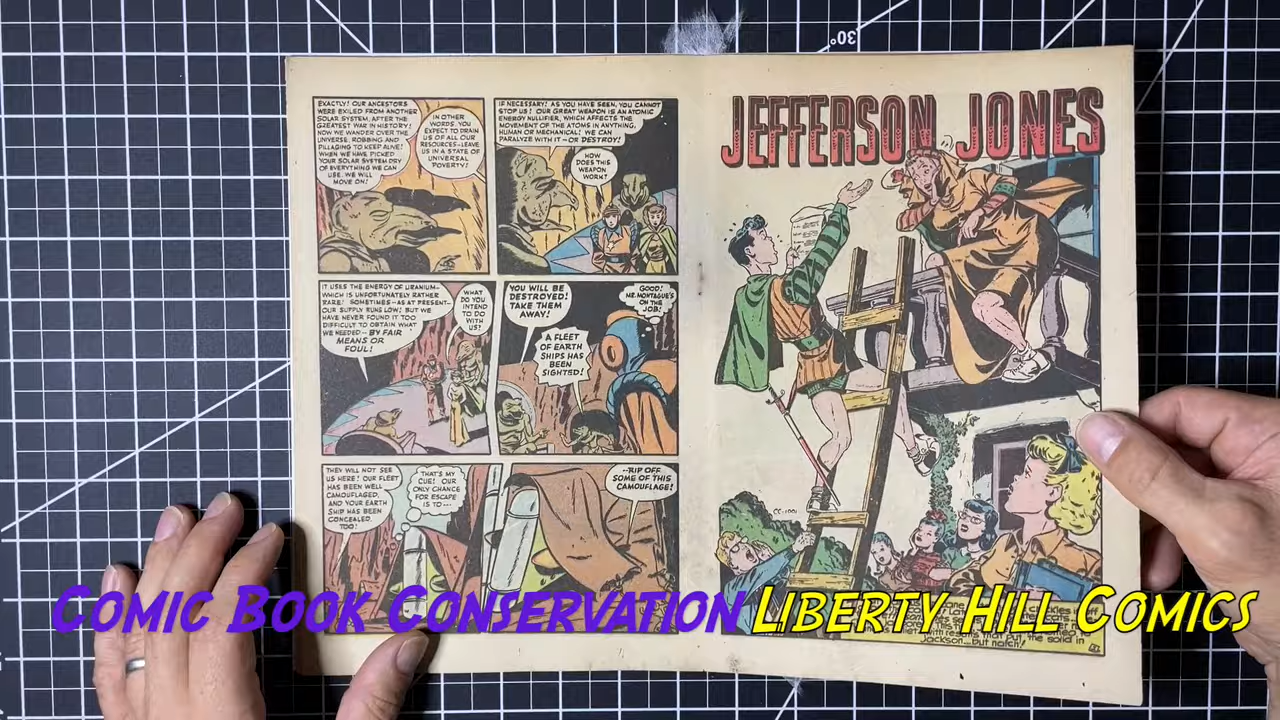 30°
EXACTLY! OUR ANCESTORS
WERE EXILED FROM ANOTHER
SOLAR SYSTEM, AFTER THE
GREATEST WAR IN HISTORY!
NOW WE WANDER OVER THE
UNIVERSE, ROBBING AND
PILLAGING TO KEEP ALIVE!
WHEN WE HAVE PICKED
YOUR SOLAR SYSTEM DRY
OF EVERYTHING WE CAN
USE, WE WILL
MOVE ON!
IN OTHER
WORDS, YOU
EXPECT TO DRAIN
US OF ALL OUR
RESOURCES--LEAVE
US IN A STATE OF
UNIVERSAL
POVERTY!
IF NECESSARY! AS YOU HAVE SEEN, YOU CANNOT
STOP US! OUR GREAT WEAPON IS AN ATOMIC
ENERGY NULLIFIER, WHICH AFFECTS THE
MOVEMENT OF THE ATOMS IN ANYTHING,
HUMAN OR MECHANICAL! WE CAN
PARALYZE WITH IT--OR DESTROY!
HOW
DOES THIS
WEAPON
WORK?
IT USES THE ENERGY OF URANIUM--
WHICH IS UNFORTUNATELY RATHER
RARE! SOMETIMES--AS AT PRESENT--
OUR SUPPLY RUNS LOW! BUT WE
HAVE NEVER FOUND IT TOO
DIFFICULT TO OBTAIN WHAT
WE NEEDED--BY FAIR
MEANS OR
FOUL!
WHAT
DO YOU
INTEND
TO DO
WITH
US?
YOU WILL BE
DESTROYED!
TAKE THEM
AWAY!
A FLEET
OF EARTH
SHIPS HAS
BEEN
SIGHTED!
GOOD!
MR. MONTAGUE'S
ON THE
JOB!
THEY WILL NOT SEE
US HERE! OUR FLEET
HAS BEEN WELL
CAMOUFLAGED,
AND YOUR EARTH
SHIP HAS BEEN
CONCEALED,
TOO!
THAT'S MY
CUE! OUR
ONLY CHANCE
FOR ESCAPE
IS TO---
--RIP OFF
SOME OF THIS
CAMOUFLAGE!
JEFFERSON JONES
CC-1001
Jackson--but natch!
COMIC BOOK CONSERVATION LIBERTY HILL COMICS